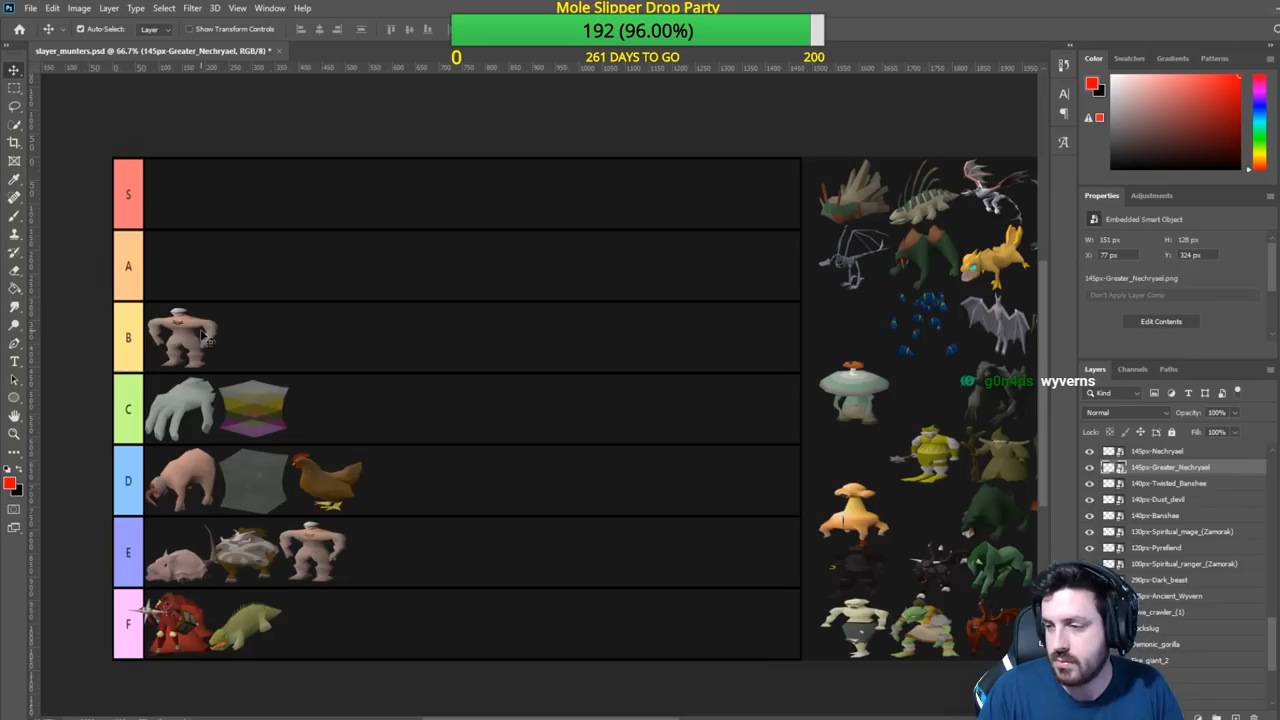 Mole Slipper Drop Party
192 (96.00%)
0
261 DAYS TO GO
200
File Edit Image Layer Type Select Filter 3D View Window Help
Auto-Select: Layer Show Transform Controls
slayer_munters.psd @ 66.7% (145px-Greater_Nechryael, RGB/8) *
S
A
B
C
D
E
F
g0n4ds wyverns
Color Swatches Gradients Patterns
Properties Adjustments
Embedded Smart Object
W: 151 px H: 128 px
X: 77 px Y: 324 px
145px-Greater_Nechryael.png
Don't Apply Layer Comp
Edit Contents
Layers Channels Paths
Kind
Normal Opacity: 100%
Lock: Fill: 100%
145px-Nechryael
145px-Greater_Nechryael
140px-Twisted_Banshee
140px-Dust_devil
140px-Banshee
130px-Spiritual_mage_(Zamorak)
120px-Pyrefiend
100px-Spiritual_ranger_(Zamorak)
290px-Dark_beast
px-Ancient_Wyvern
we_crawler_(1)
ockslug
emonic_gorilla
Fire_giant_2